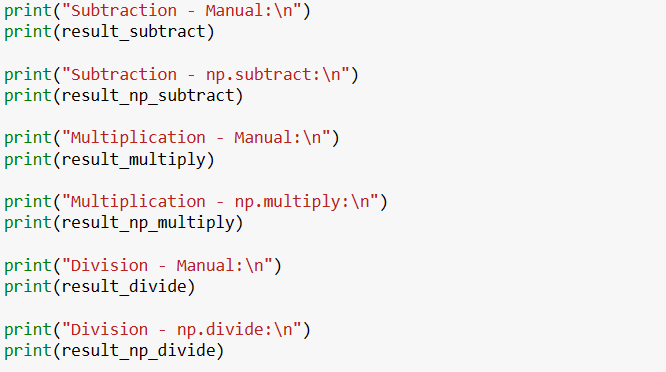 print("Subtraction - Manual:\n")
print(result_subtract)
print("Subtraction - np.subtract:\n")
print(result_np_subtract)
print("Multiplication - Manual:\n")
print(result_multiply)
print("Multiplication - np.multiply:\n")
print(result_np_multiply)
print("Division - Manual:\n")
print(result_divide)
print("Division - np.divide:\n")
print(result_np_divide)